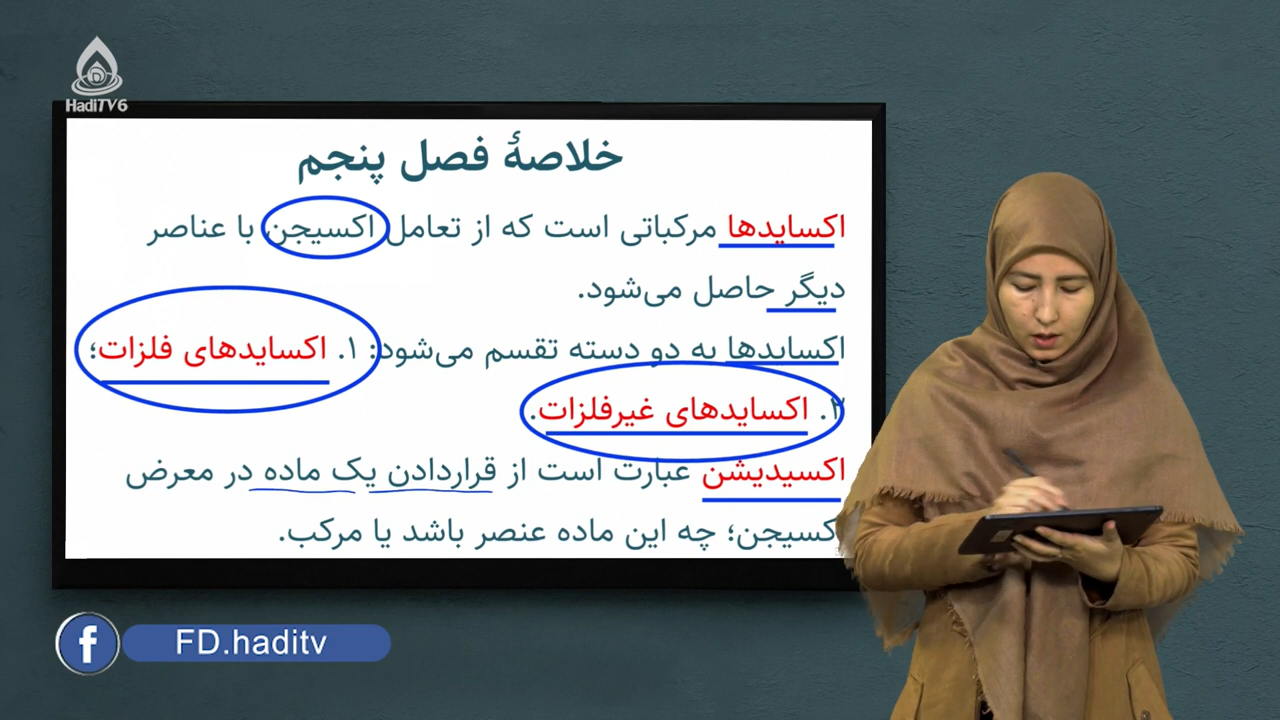 HadiTV6
خلاصهٔ فصل پنجم
اکسایدها مرکباتی است که از تعامل اکسیجن با عناصر
دیگر حاصل می‌شود.
اکسایدها به دو دسته تقسم می‌شود: ۱. اکسایدهای فلزات؛
۲. اکسایدهای غیرفلزات.
اکسیدیشن عبارت است از قراردادن یک ماده در معرض
اکسیجن؛ چه این ماده عنصر باشد یا مرکب.
f FD.haditv